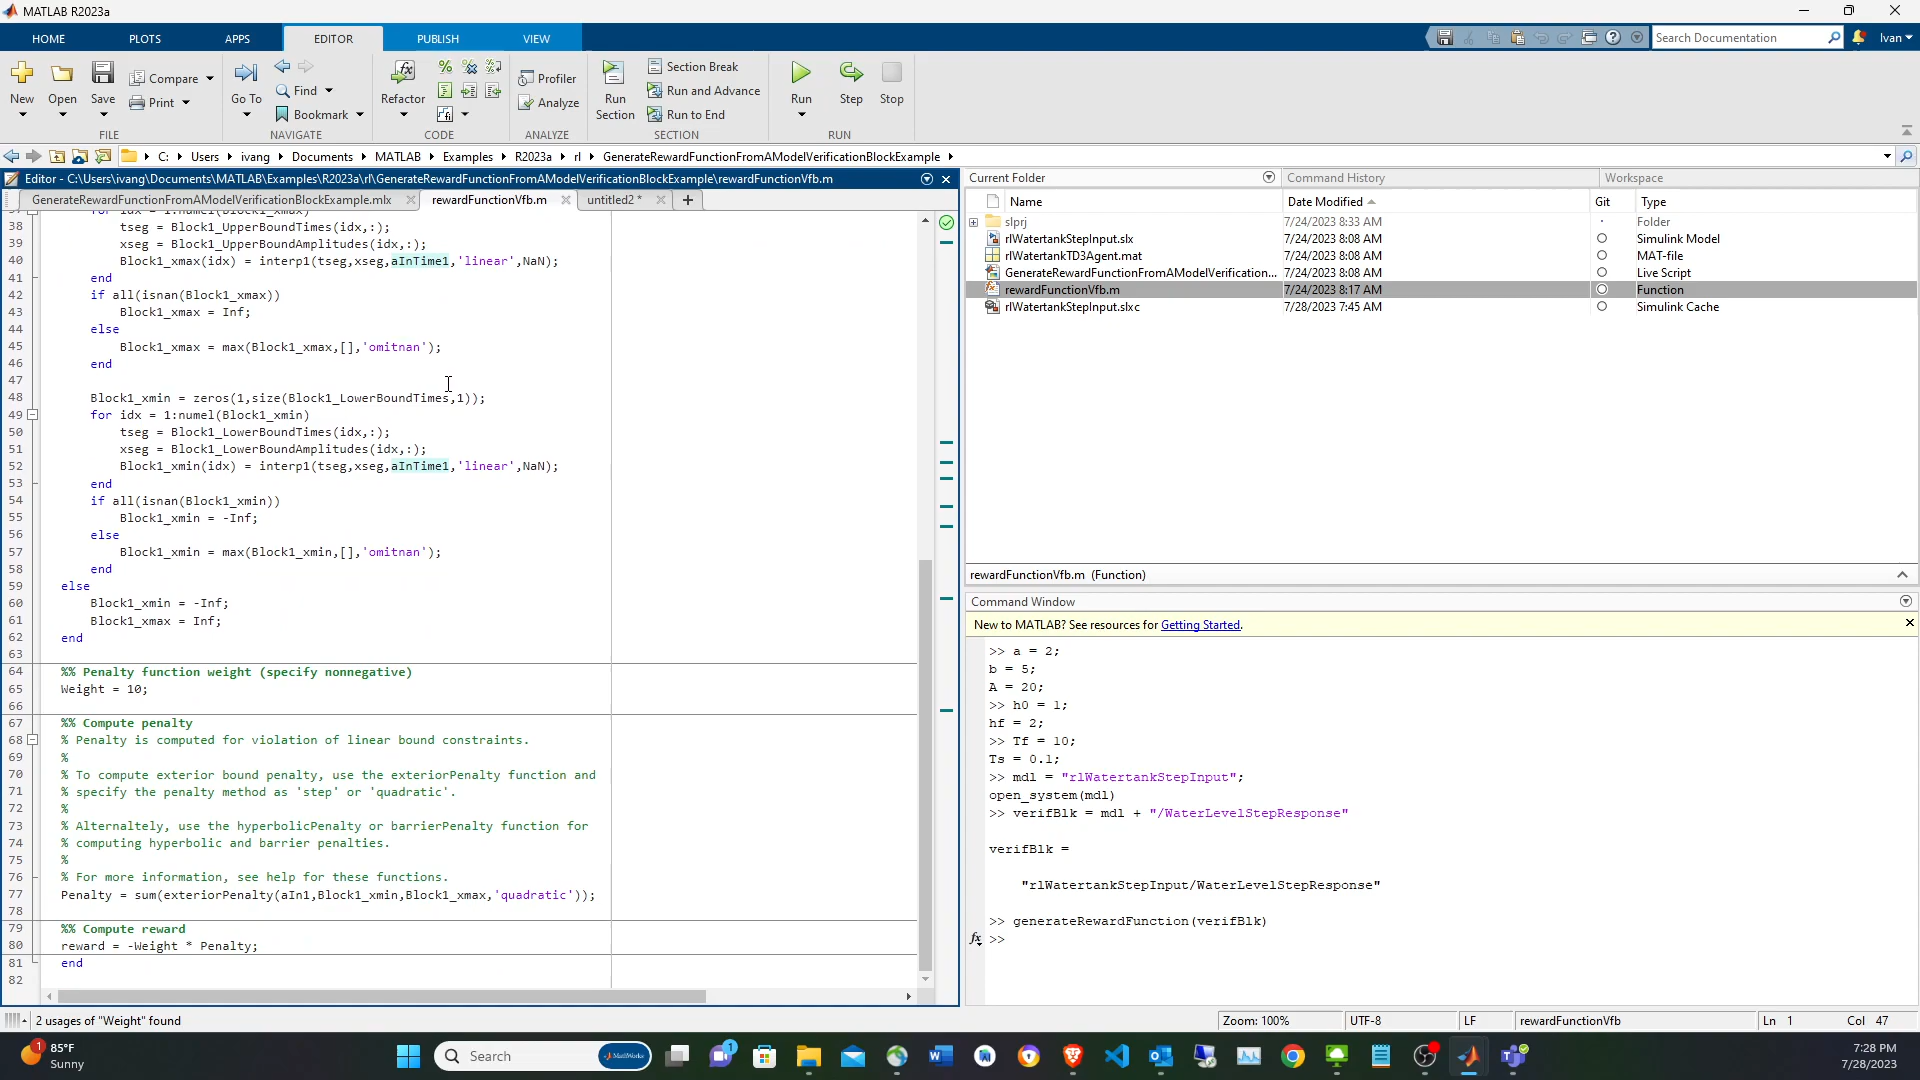 MATLAB R2023a
HOME PLOTS APPS EDITOR PUBLISH VIEW
Search Documentation
Ivan
New
Open
Save
Compare
Print
FILE
Go To
Find
Bookmark
NAVIGATE
Refactor
CODE
Profiler
Analyze
ANALYZE
Run Section
Section Break
Run and Advance
Run to End
SECTION
Run
Step
Stop
RUN
C: Users ivang Documents MATLAB Examples R2023a rl GenerateRewardFunctionFromAModelVerificationBlockExample
Editor - C:\Users\ivang\Documents\MATLAB\Examples\R2023a\rl\GenerateRewardFunctionFromAModelVerificationBlockExample\rewardFunctionVfb.m
GenerateRewardFunctionFromAModelVerificationBlockExample.mlx rewardFunctionVfb.m untitled2 *
37 for idx = 1:numel(Block1_xmax)
38 tseg = Block1_UpperBoundTimes(idx,:);
39 xseg = Block1_UpperBoundAmplitudes(idx,:);
40 Block1_xmax(idx) = interp1(tseg,xseg,aInTime1,'linear',NaN);
41 end
42 if all(isnan(Block1_xmax))
43 Block1_xmax = Inf;
44 else
45 Block1_xmax = max(Block1_xmax,[],'omitnan');
46 end
47
48 Block1_xmin = zeros(1,size(Block1_LowerBoundTimes,1));
49 for idx = 1:numel(Block1_xmin)
50 tseg = Block1_LowerBoundTimes(idx,:);
51 xseg = Block1_LowerBoundAmplitudes(idx,:);
52 Block1_xmin(idx) = interp1(tseg,xseg,aInTime1,'linear',NaN);
53 end
54 if all(isnan(Block1_xmin))
55 Block1_xmin = -Inf;
56 else
57 Block1_xmin = max(Block1_xmin,[],'omitnan');
58 end
59 else
60 Block1_xmin = -Inf;
61 Block1_xmax = Inf;
62 end
63
64 %% Penalty function weight (specify nonnegative)
65 Weight = 10;
66
67 %% Compute penalty
68 % Penalty is computed for violation of linear bound constraints.
69 %
70 % To compute exterior bound penalty, use the exteriorPenalty function and
71 % specify the penalty method as 'step' or 'quadratic'.
72 %
73 % Alternaltely, use the hyperbolicPenalty or barrierPenalty function for
74 % computing hyperbolic and barrier penalties.
75 %
76 % For more information, see help for these functions.
77 Penalty = sum(exteriorPenalty(aIn1,Block1_xmin,Block1_xmax,'quadratic'));
78
79 %% Compute reward
80 reward = -Weight * Penalty;
81 end
82
Current Folder Command History Workspace
Name Date Modified Git Type
slprj 7/24/2023 8:33 AM Folder
rlWatertankStepInput.slx 7/24/2023 8:08 AM Simulink Model
rlWatertankTD3Agent.mat 7/24/2023 8:08 AM MAT-file
GenerateRewardFunctionFromAModelVerification... 7/24/2023 8:08 AM Live Script
rewardFunctionVfb.m 7/24/2023 8:17 AM Function
rlWatertankStepInput.slxc 7/28/2023 7:45 AM Simulink Cache
rewardFunctionVfb.m (Function)
Command Window
New to MATLAB? See resources for Getting Started.
>> a = 2;
b = 5;
A = 20;
>> h0 = 1;
hf = 2;
>> Tf = 10;
Ts = 0.1;
>> mdl = "rlWatertankStepInput";
open_system(mdl)
>> verifBlk = mdl + "/WaterLevelStepResponse"
verifBlk =
"rlWatertankStepInput/WaterLevelStepResponse"
>> generateRewardFunction(verifBlk)
fx >>
2 usages of "Weight" found
Zoom: 100% UTF-8 LF rewardFunctionVfb Ln 1 Col 47
1 85°F
Sunny
Search
MathWorks
1
7:28 PM
7/28/2023